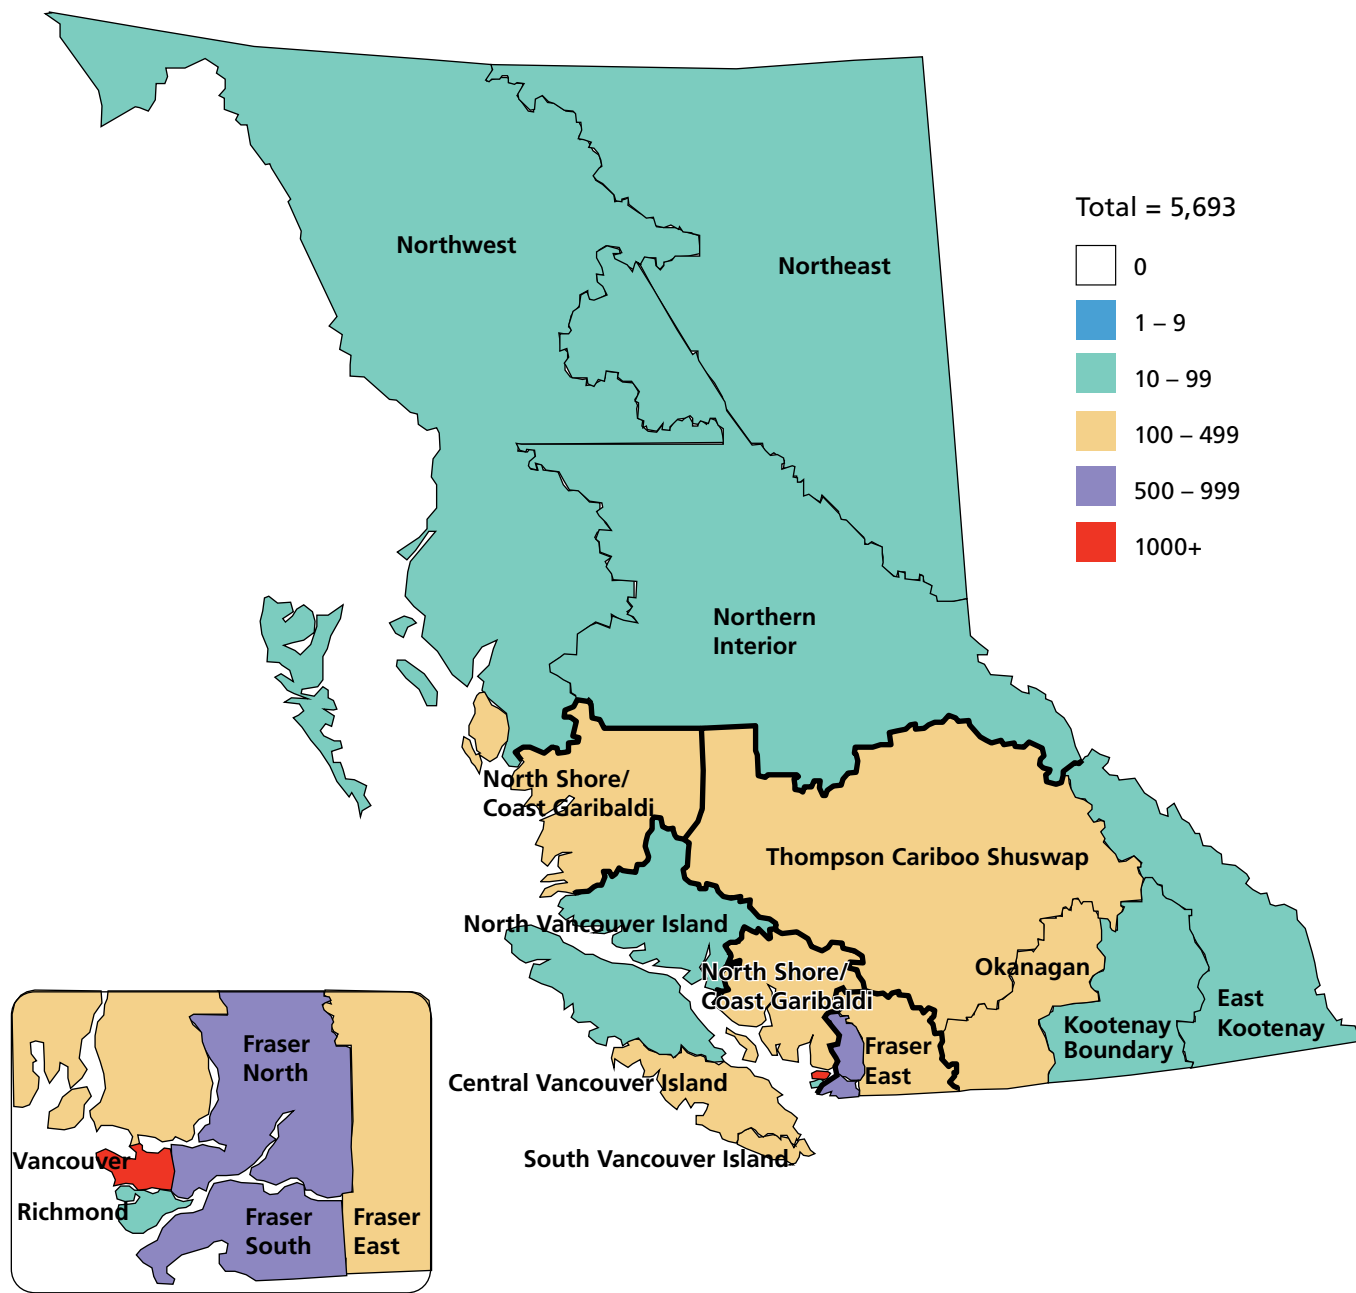 Total = 5,693
0
1 – 9
10 – 99
100 – 499
500 – 999
1000+
Northwest
Northeast
Northern
Interior
North Shore/
Coast Garibaldi
Thompson Cariboo Shuswap
North Vancouver Island
North Shore/
Coast Garibaldi
Okanagan
East
Kootenay
Kootenay
Boundary
Fraser
East
Central Vancouver Island
South Vancouver Island
Fraser
North
Vancouver
Richmond
Fraser
South
Fraser
East